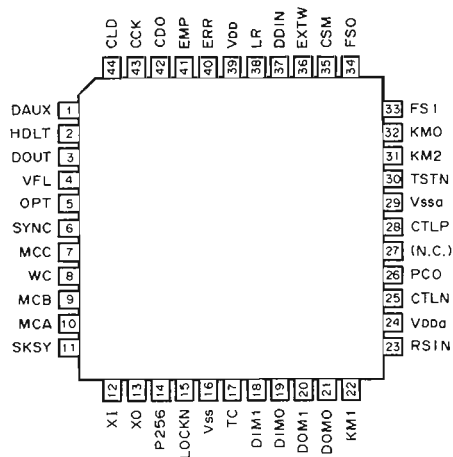 44 CLD
43 CCK
42 CDO
41 EMP
40 ERR
39 VDD
38 LR
37 DDIN
36 EXTW
35 CSM
34 FSO
DAUX 1
HDLT 2
DOUT 3
VFL 4
OPT 5
SYNC 6
MCC 7
WC 8
MCB 9
MCA 10
SKSY 11
33 FS1
32 KMO
31 KM2
30 TSTN
29 Vssa
28 CTLP
27 (N.C.)
26 PCO
25 CTLN
24 VDDa
23 RSIN
12 XI
13 XO
14 P256
15 LOCKN
16 Vss
17 TC
18 DIM1
19 DIMO
20 DOM1
21 DOMO
22 KM1